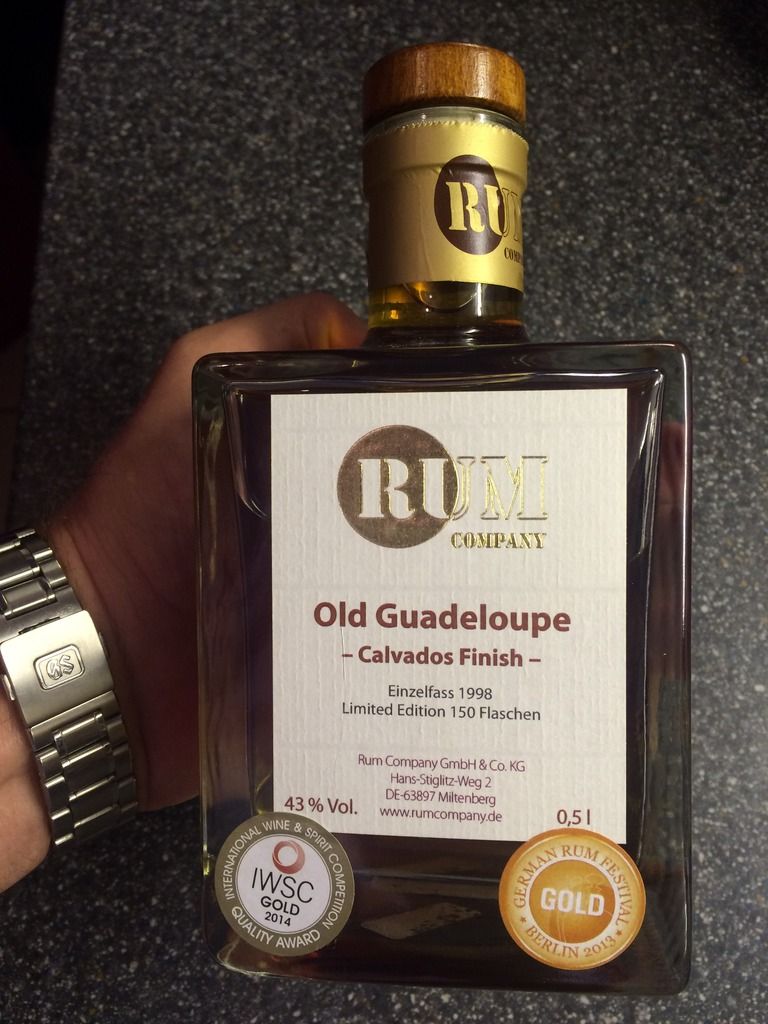 RU
COMP
RUM
COMPANY
Old Guadeloupe
– Calvados Finish –
Einzelfass 1998
Limited Edition 150 Flaschen
Rum Company GmbH & Co. KG
Hans-Stiglitz-Weg 2
DE-63897 Miltenberg
www.rumcompany.de
43 % Vol.
0,5 l
INTERNATIONAL WINE & SPIRIT COMPETITION
IWSC
GOLD
2014
QUALITY AWARD
GERMAN RUM FESTIVAL
GOLD
BERLIN 2013